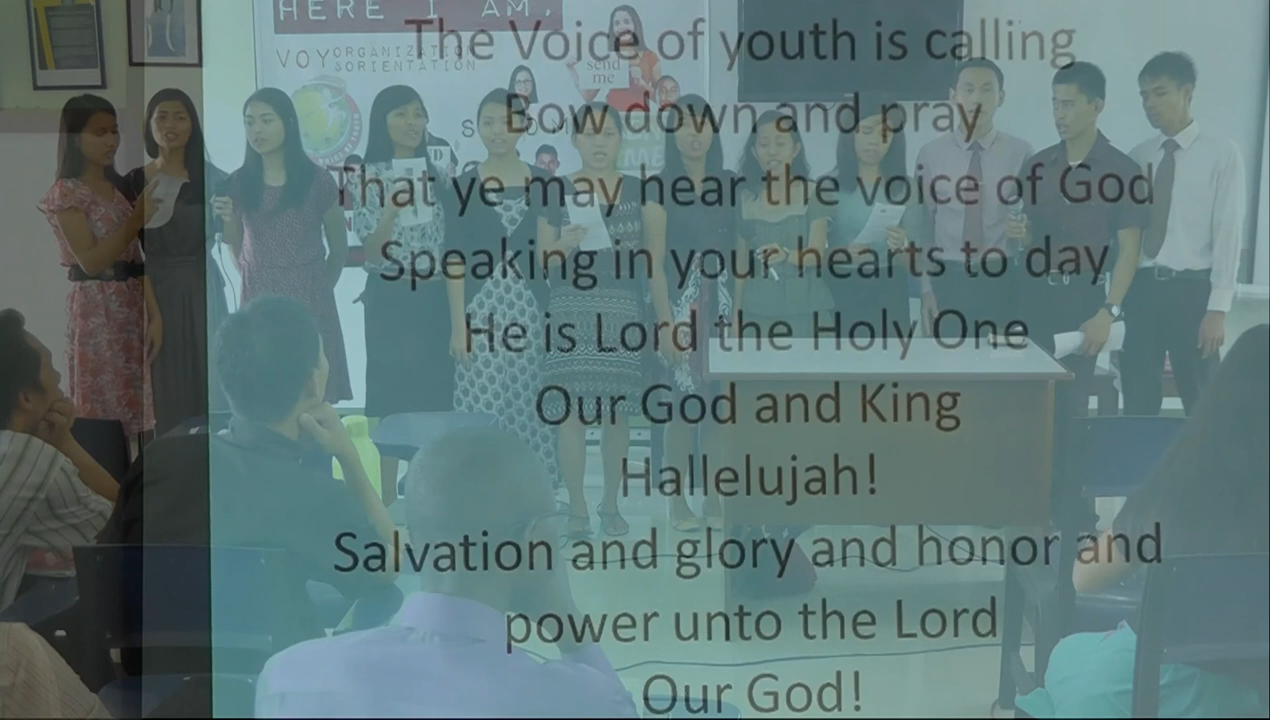 HERE I AM.
VOY ORGANIZATION
SORIENTATION
send
me
The Voice of youth is calling
Bow down and pray
That ye may hear the voice of God
Speaking in your hearts to day
He is Lord the Holy One
Our God and King
Hallelujah!
Salvation and glory and honor and
power unto the Lord
Our God!